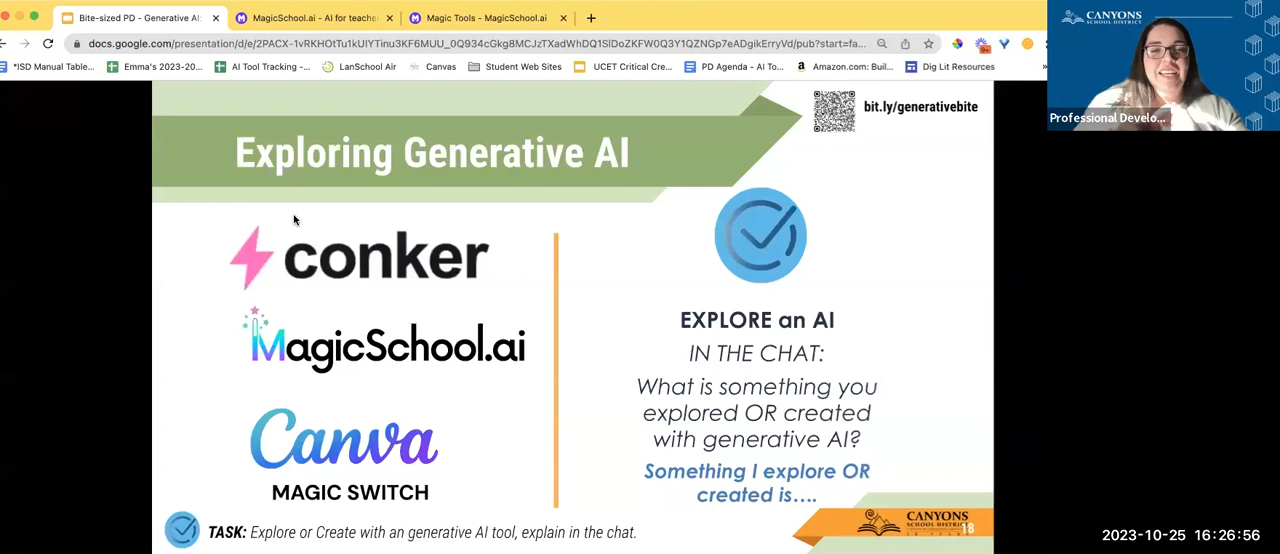 Bite-sized PD - Generative AI:
MagicSchool.ai - AI for teache
Magic Tools - MagicSchool.ai
docs.google.com/presentation/d/e/2PACX-1vRKHOtTu1kUIYTinu3KF6MUU_0Q934cGkg8MCJzTXadWhDQ1SlDoZKFW0Q3Y1QZNGp7eADgikErryVd/pub?start=fa...
*ISD Manual Table...
Emma's 2023-20...
AI Tool Tracking -...
LanSchool Air
Canvas
Student Web Sites
UCET Critical Cre...
PD Agenda - AI To...
Amazon.com: Buil...
Dig Lit Resources
CANYONS
SCHOOL DISTRICT
Professional Develo...
bit.ly/generativebite
Exploring Generative AI
conker
MagicSchool.ai
Canva
MAGIC SWITCH
EXPLORE an AI
IN THE CHAT:
What is something you
explored OR created
with generative AI?
Something I explore OR
created is....
TASK: Explore or Create with an generative AI tool, explain in the chat.
CANYONS
SCHOOL DISTRICT
18
2023-10-25 16:26:56